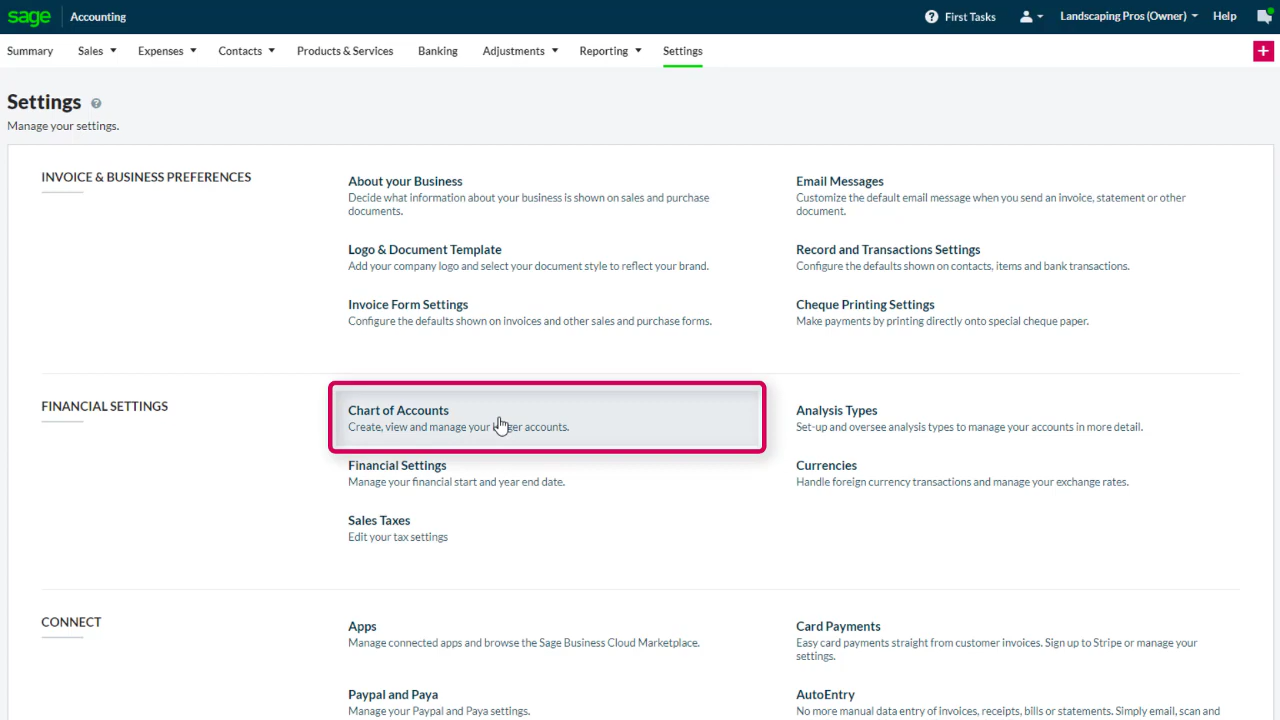 sage Accounting First Tasks Landscaping Pros (Owner) Help
Summary Sales Expenses Contacts Products & Services Banking Adjustments Reporting Settings
Settings
Manage your settings.
INVOICE & BUSINESS PREFERENCES
About your Business
Decide what information about your business is shown on sales and purchase
documents.
Email Messages
Customize the default email message when you send an invoice, statement or other
document.
Logo & Document Template
Add your company logo and select your document style to reflect your brand.
Record and Transactions Settings
Configure the defaults shown on contacts, items and bank transactions.
Invoice Form Settings
Configure the defaults shown on invoices and other sales and purchase forms.
Cheque Printing Settings
Make payments by printing directly onto special cheque paper.
FINANCIAL SETTINGS
Chart of Accounts
Create, view and manage your ledger accounts.
Analysis Types
Set-up and oversee analysis types to manage your accounts in more detail.
Financial Settings
Manage your financial start and year end date.
Currencies
Handle foreign currency transactions and manage your exchange rates.
Sales Taxes
Edit your tax settings
CONNECT
Apps
Manage connected apps and browse the Sage Business Cloud Marketplace.
Card Payments
Easy card payments straight from customer invoices. Sign up to Stripe or manage your
settings.
Paypal and Paya
Manage your Paypal and Paya settings.
AutoEntry
No more manual data entry of invoices, receipts, bills or statements. Simply email, scan and